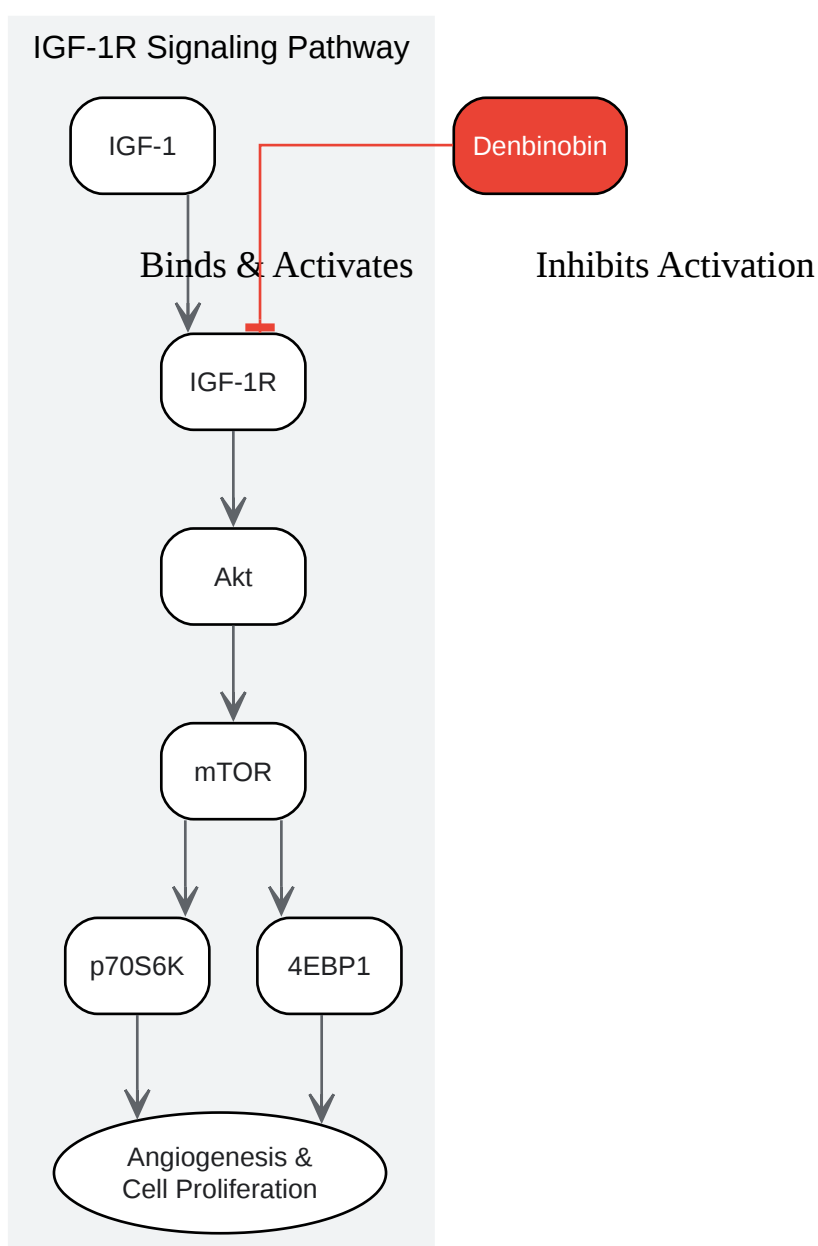 IGF-1R Signaling Pathway
IGF-1
Denbinobin
Binds & Activates
Inhibits Activation
IGF-1R
Akt
mTOR
p70S6K
4EBP1
Angiogenesis &
Cell Proliferation